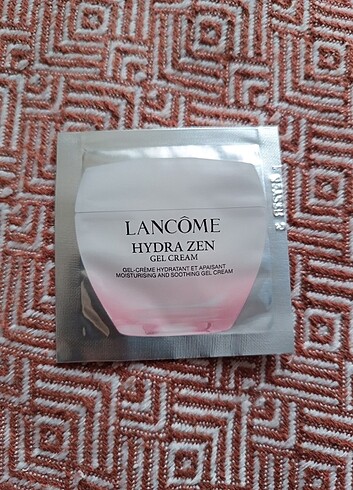 LANCÔME
HYDRA ZEN
GEL CREAM
GEL-CRÈME HYDRATANT ET APAISANT
MOISTURISING AND SOOTHING GEL CREAM